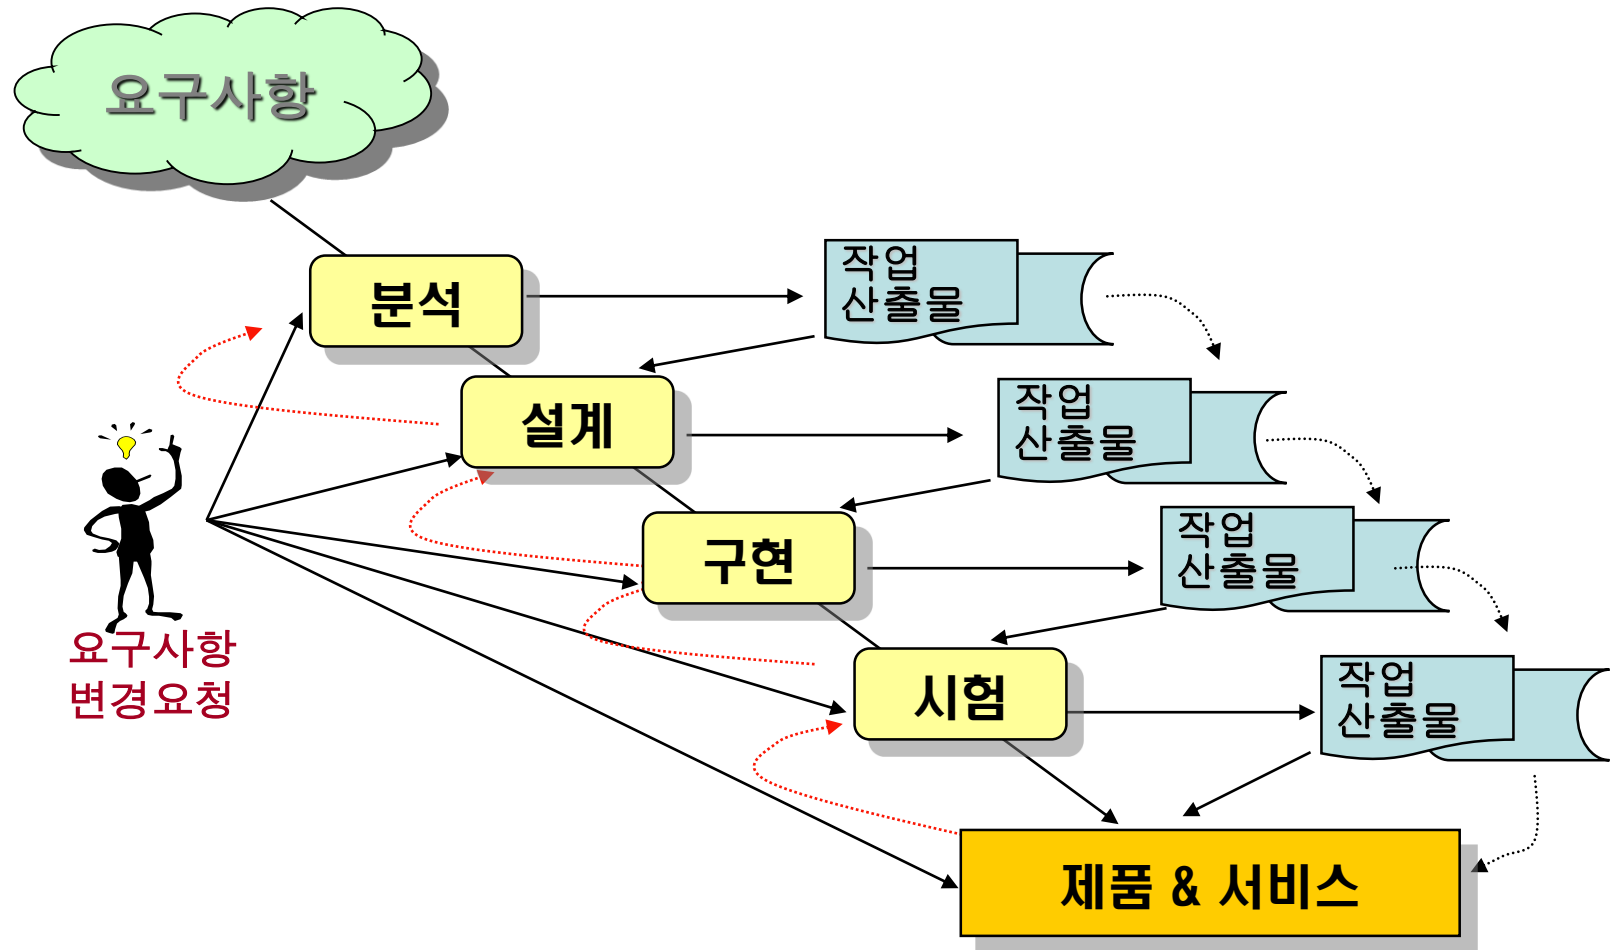 요구사항
분석
작업
산출물
설계
작업
산출물
구현
작업
산출물
요구사항
변경요청
시험
작업
산출물
제품 & 서비스